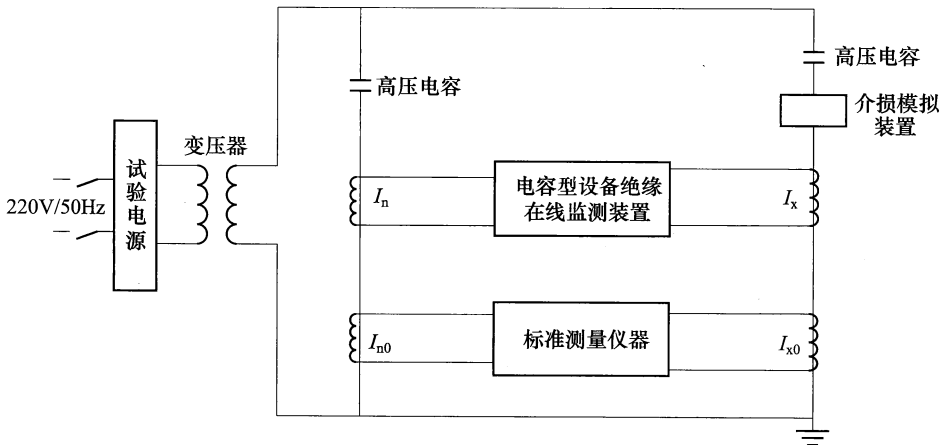 高压电容
高压电容
介损模拟
装置
变压器
试
验
电
源
220V/50Hz
电容型设备绝缘
在线监测装置
In
Ix
标准测量仪器
In0
Ix0